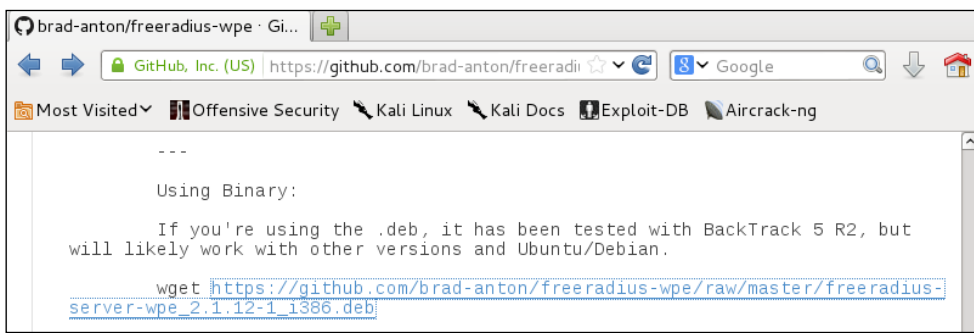 brad-anton/freeradius-wpe · Gi...
GitHub, Inc. (US) https://github.com/brad-anton/freeradi
8 Google
Most Visited Offensive Security Kali Linux Kali Docs Exploit-DB Aircrack-ng
---
Using Binary:
If you're using the .deb, it has been tested with BackTrack 5 R2, but
will likely work with other versions and Ubuntu/Debian.
wget https://github.com/brad-anton/freeradius-wpe/raw/master/freeradius-
server-wpe_2.1.12-1_i386.deb